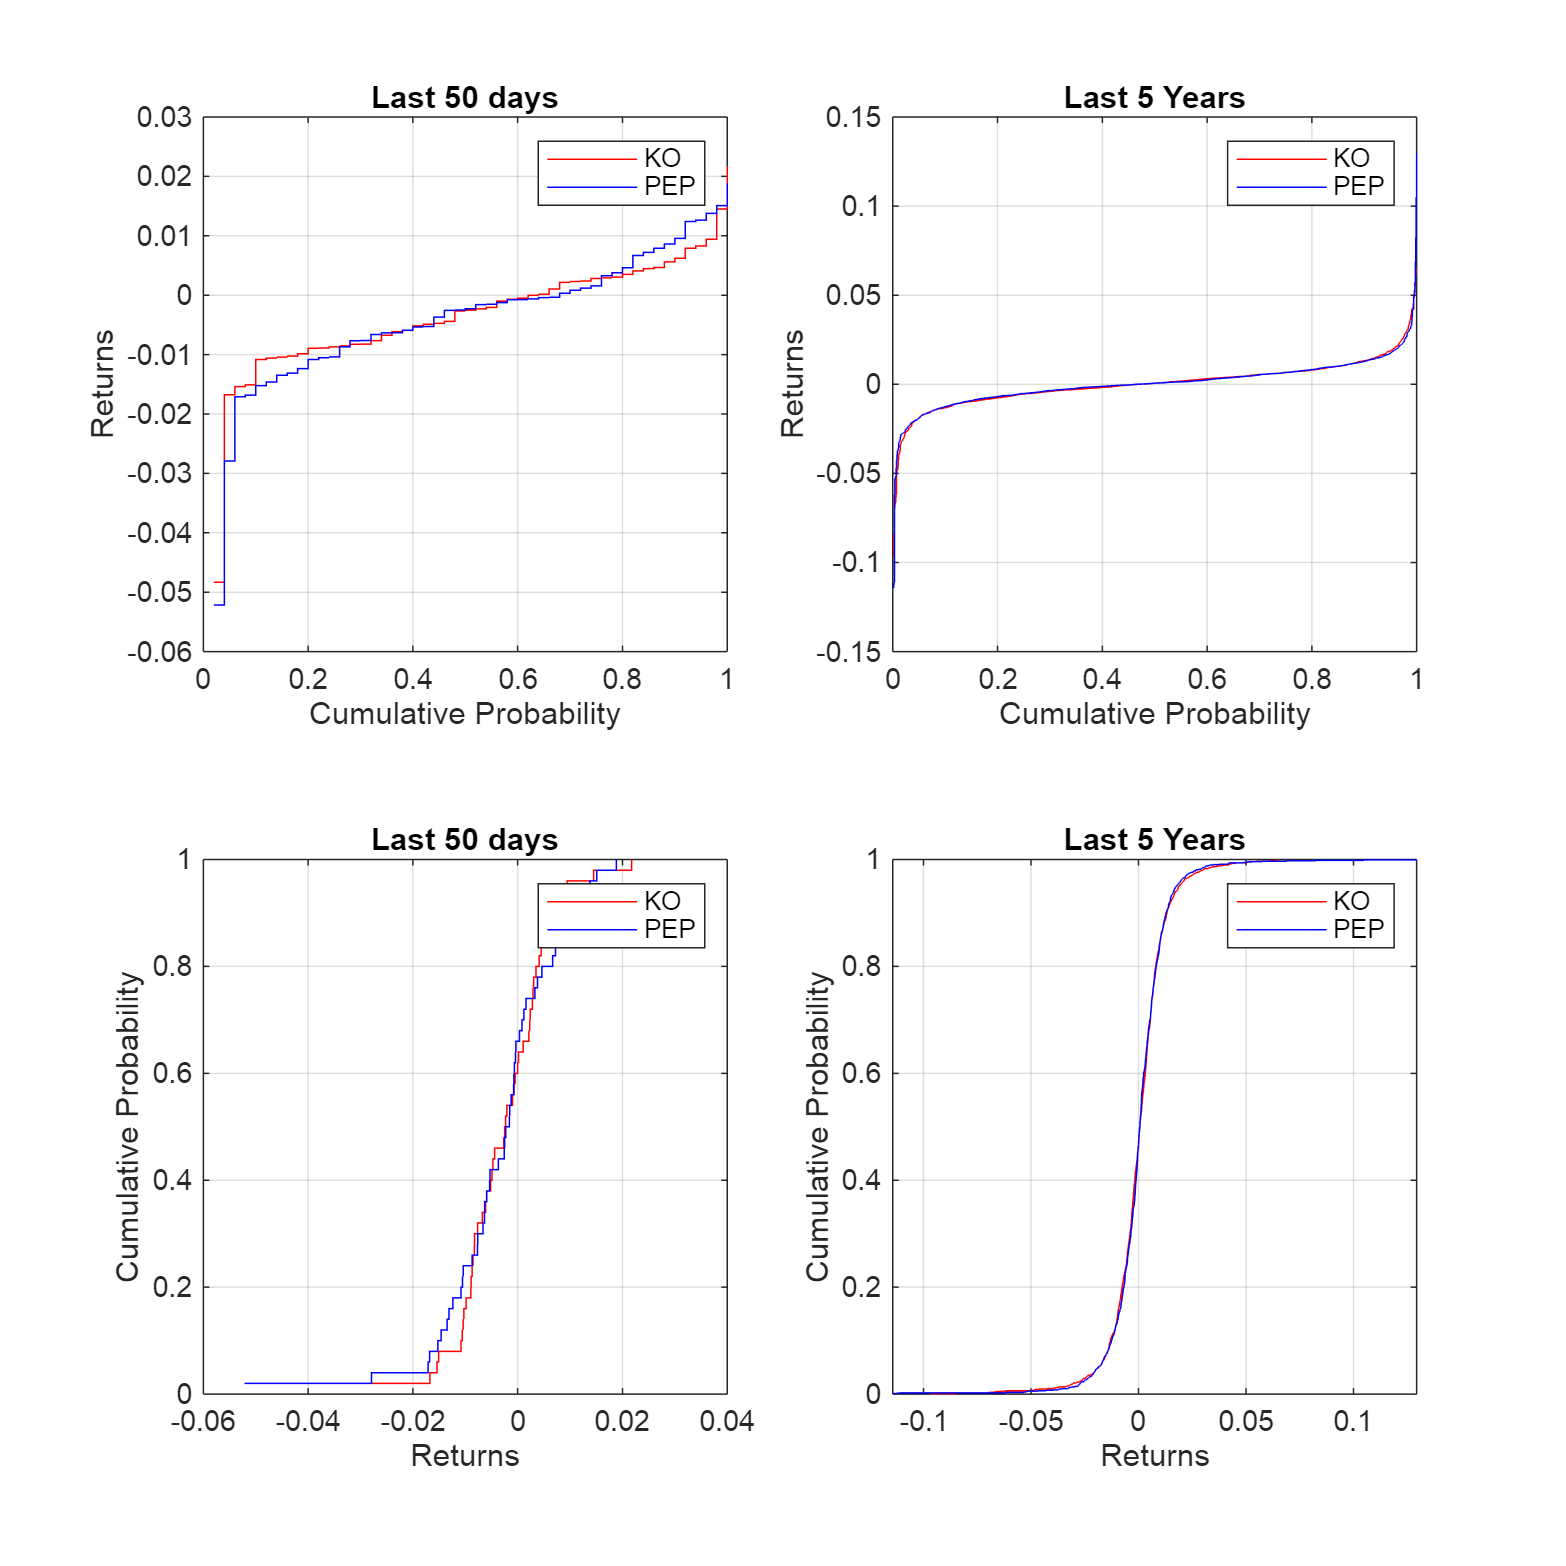 Last 50 days
0.03
0.02
0.01
0
-0.01
-0.02
-0.03
-0.04
-0.05
-0.06
Returns
KO
PEP
0 0.2 0.4 0.6 0.8 1
Cumulative Probability
Last 5 Years
0.15
0.1
0.05
0
-0.05
-0.1
-0.15
Returns
KO
PEP
0 0.2 0.4 0.6 0.8 1
Cumulative Probability
Last 50 days
1
0.8
0.6
0.4
0.2
0
Cumulative Probability
KO
PEP
-0.06 -0.04 -0.02 0 0.02 0.04
Returns
Last 5 Years
1
0.8
0.6
0.4
0.2
0
Cumulative Probability
KO
PEP
-0.1 -0.05 0 0.05 0.1
Returns